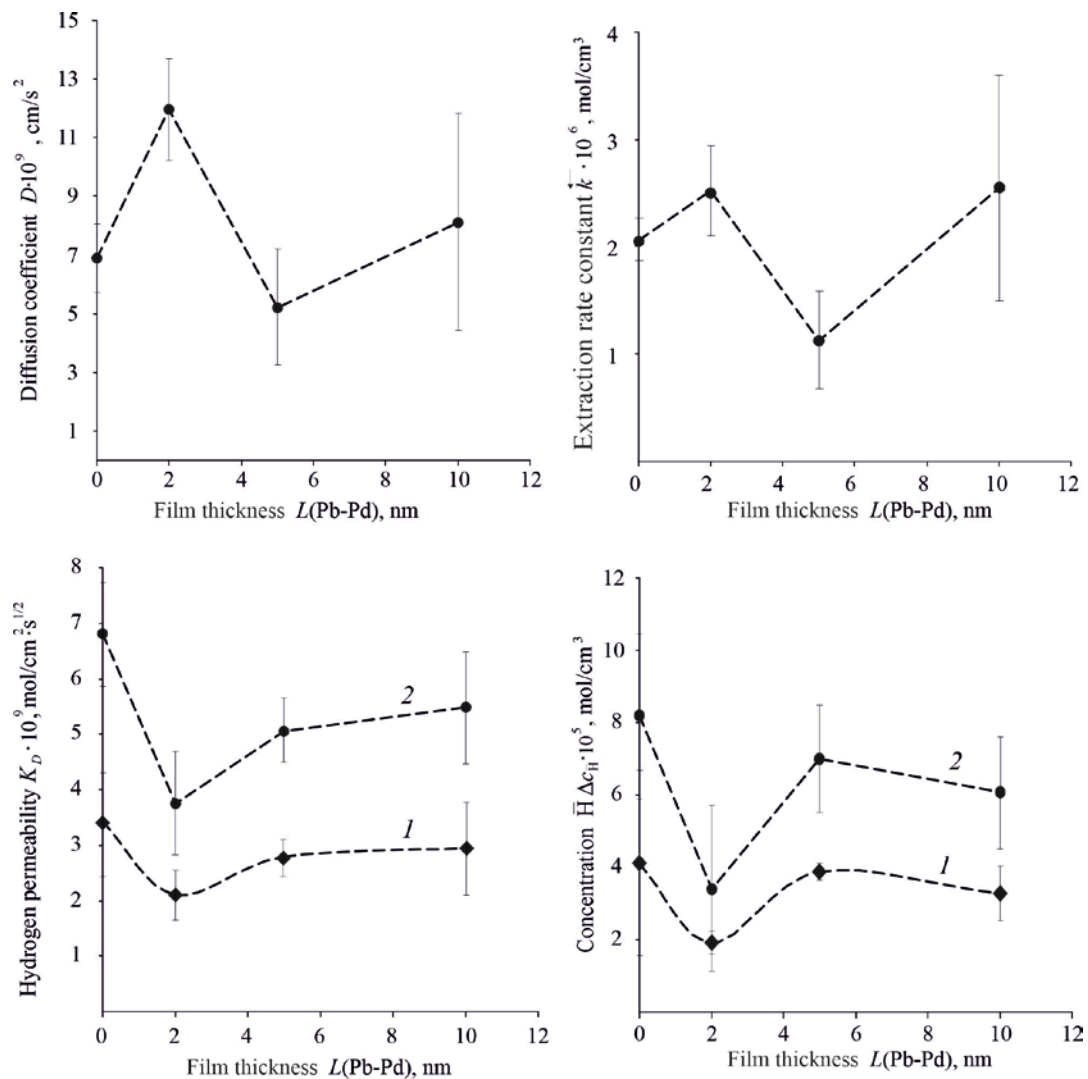 Diffusion coefficient D·10⁹ , cm/s²
15
13
11
9
7
5
3
1
0 2 4 6 8 10 12
Film thickness L(Pb-Pd), nm
Extraction rate constant k⃖ · 10⁶ , mol/cm³
4
3
2
1
0 2 4 6 8 10 12
Film thickness L(Pb-Pd), nm
Hydrogen permeability K_D · 10⁹, mol/cm²·s¹ᐟ²
8
7
6
5
4
3
2
1
2
1
0 2 4 6 8 10 12
Film thickness L(Pb-Pd), nm
Concentration H̅ Δc_H̅·10⁵, mol/cm³
12
10
8
6
4
2
2
1
0 2 4 6 8 10 12
Film thickness L(Pb-Pd), nm